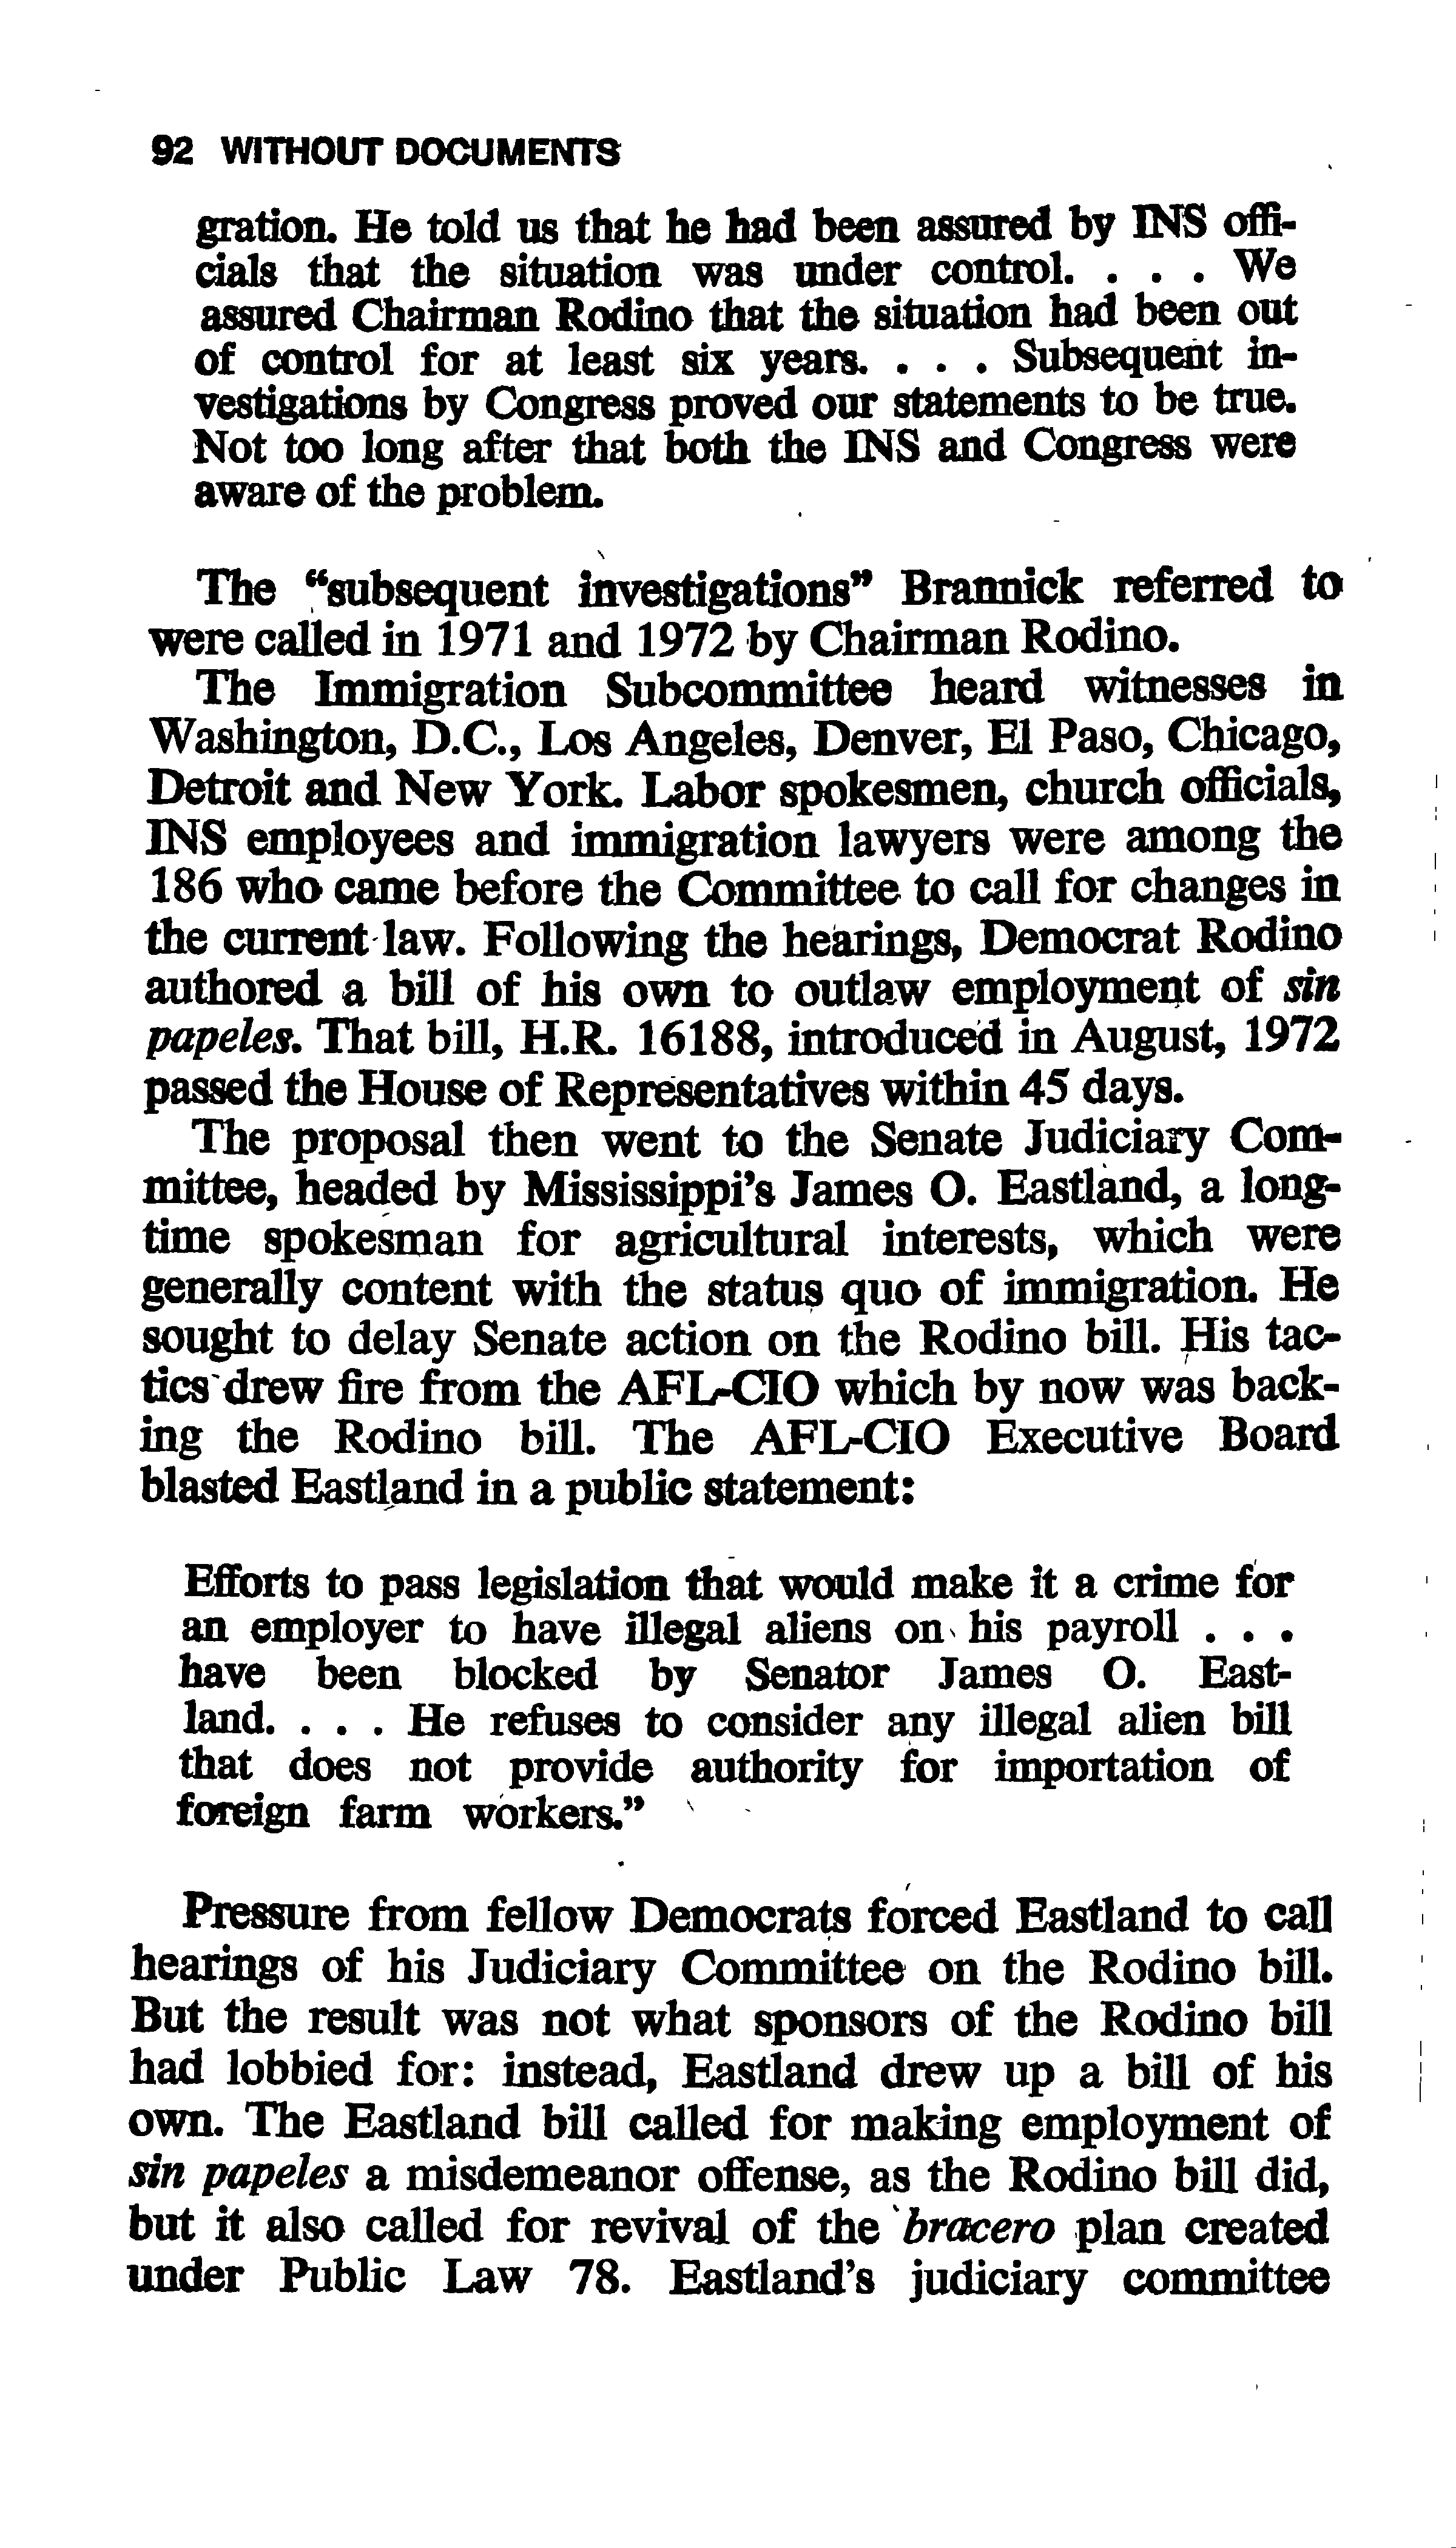 92 WITHOUT DOCUMENTS
gration. He told us that he had been assured by INS offi-
cials that the situation was under control. . . . We
assured Chairman Rodino that the situation had been out
of control for at least six years. . . . Subsequent in-
vestigations by Congress proved our statements to be true.
Not too long after that both the INS and Congress were
aware of the problem.
The "subsequent investigations" Brannick referred to
were called in 1971 and 1972 by Chairman Rodino.
The Immigration Subcommittee heard witnesses in
Washington, D.C., Los Angeles, Denver, El Paso, Chicago,
Detroit and New York. Labor spokesmen, church officials,
INS employees and immigration lawyers were among the
186 who came before the Committee to call for changes in
the current law. Following the hearings, Democrat Rodino
authored a bill of his own to outlaw employment of sin
papeles. That bill, H.R. 16188, introduced in August, 1972
passed the House of Representatives within 45 days.
The proposal then went to the Senate Judiciary Com-
mittee, headed by Mississippi's James O. Eastland, a long-
time spokesman for agricultural interests, which were
generally content with the status quo of immigration. He
sought to delay Senate action on the Rodino bill. His tac-
tics drew fire from the AFL-CIO which by now was back-
ing the Rodino bill. The AFL-CIO Executive Board
blasted Eastland in a public statement:
Efforts to pass legislation that would make it a crime for
an employer to have illegal aliens on his payroll . . .
have been blocked by Senator James O. East-
land. . . . He refuses to consider any illegal alien bill
that does not provide authority for importation of
foreign farm workers."
Pressure from fellow Democrats forced Eastland to call
hearings of his Judiciary Committee on the Rodino bill.
But the result was not what sponsors of the Rodino bill
had lobbied for: instead, Eastland drew up a bill of his
own. The Eastland bill called for making employment of
sin papeles a misdemeanor offense, as the Rodino bill did,
but it also called for revival of the bracero plan created
under Public Law 78. Eastland's judiciary committee